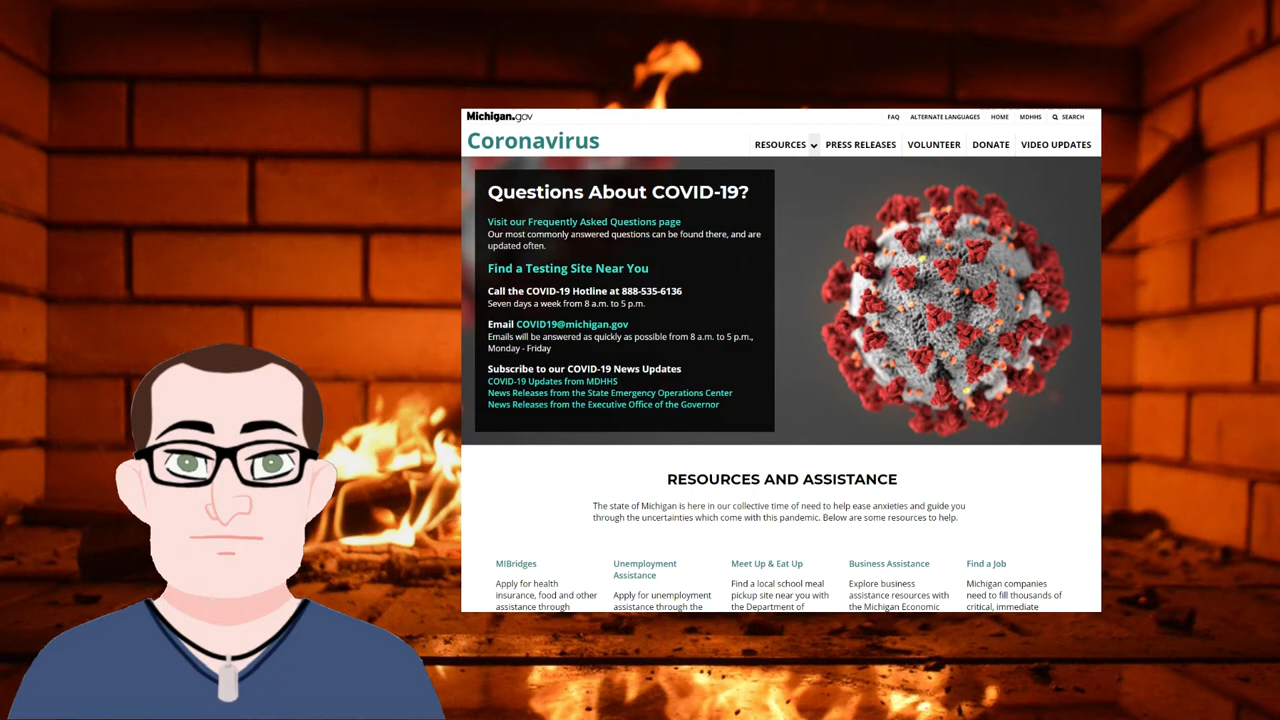 Michigan.gov
FAQ ALTERNATE LANGUAGES HOME MDHHS SEARCH
Coronavirus
RESOURCES PRESS RELEASES VOLUNTEER DONATE VIDEO UPDATES
Questions About COVID-19?
Visit our Frequently Asked Questions page
Our most commonly answered questions can be found there, and are
updated often.
Find a Testing Site Near You
Call the COVID-19 Hotline at 888-535-6136
Seven days a week from 8 a.m. to 5 p.m.
Email COVID19@michigan.gov
Emails will be answered as quickly as possible from 8 a.m. to 5 p.m.,
Monday - Friday
Subscribe to our COVID-19 News Updates
COVID-19 Updates from MDHHS
News Releases from the State Emergency Operations Center
News Releases from the Executive Office of the Governor
RESOURCES AND ASSISTANCE
The state of Michigan is here in our collective time of need to help ease anxieties and guide you
through the uncertainties which come with this pandemic. Below are some resources to help.
MIBridges
Apply for health
insurance, food and other
assistance through
Unemployment
Assistance
Apply for unemployment
assistance through the
Meet Up & Eat Up
Find a local school meal
pickup site near you with
the Department of
Business Assistance
Explore business
assistance resources with
the Michigan Economic
Find a Job
Michigan companies
need to fill thousands of
critical, immediate